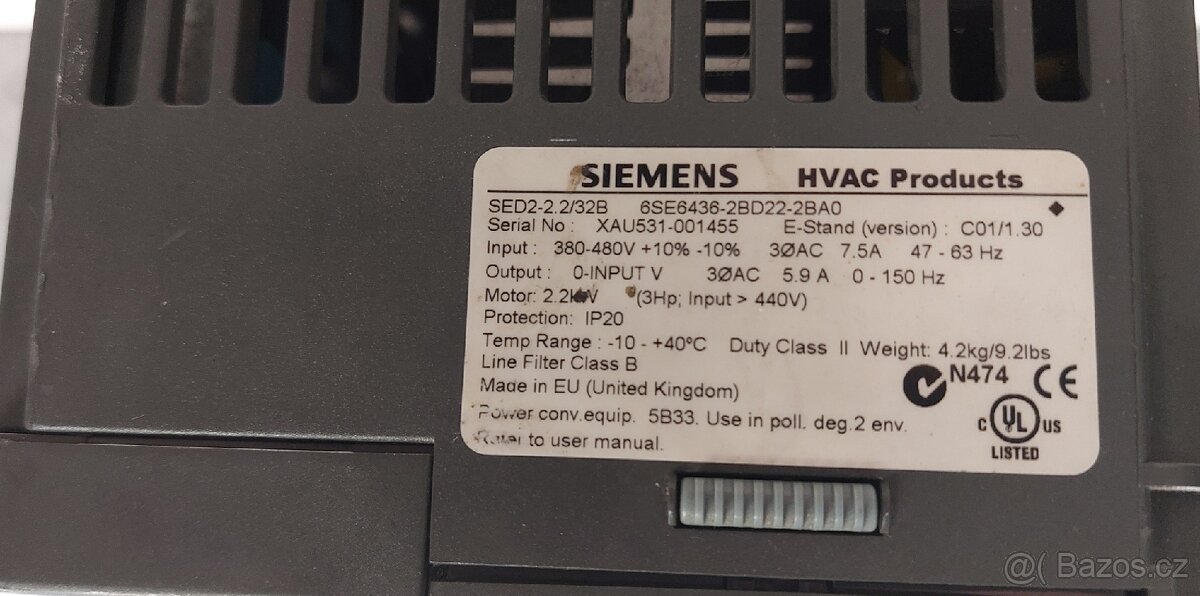 SIEMENS HVAC Products
SED2-2.2/32B 6SE6436-2BD22-2BA0
Serial No : XAU531-001455 E-Stand (version) : C01/1.30
Input : 380-480V +10% -10% 3ØAC 7.5A 47 - 63 Hz
Output : 0-INPUT V 3ØAC 5.9 A 0 - 150 Hz
Motor: 2.2kW (3Hp; Input > 440V)
Protection: IP20
Temp Range : -10 - +40ºC Duty Class II Weight: 4.2kg/9.2lbs
Line Filter Class B
N474 CE
Made in EU (United Kingdom)
Power conv.equip. 5B33. Use in poll. deg.2 env.
C UL US
Refer to user manual.
LISTED
@( Bazos.cz